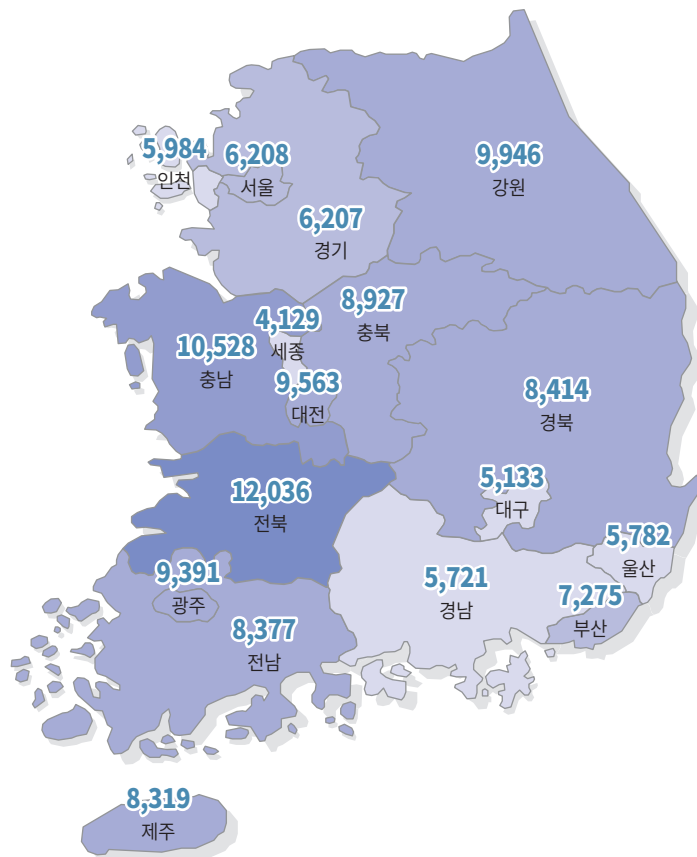 5,984
인천
6,208
서울
9,946
강원
6,207
경기
8,927
충북
4,129
세종
10,528
충남
9,563
대전
8,414
경북
5,133
대구
12,036
전북
5,782
울산
9,391
광주
5,721
경남
7,275
부산
8,377
전남
8,319
제주